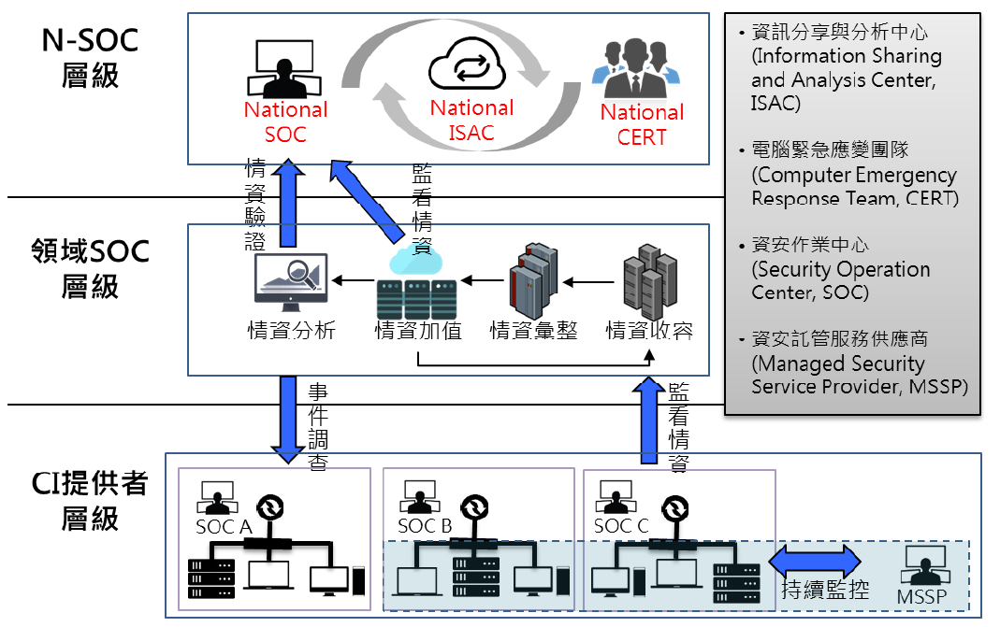 N-SOC
層級
National
SOC
National
ISAC
National
CERT
情資驗證
監看情資
領域SOC
層級
情資分析
情資加值
情資彙整
情資收容
事件調查
監看情資
CI提供者
層級
SOC A
SOC B
SOC C
持續監控
MSSP
• 資訊分享與分析中心
(Information Sharing
and Analysis Center,
ISAC)
• 電腦緊急應變團隊
(Computer Emergency
Response Team, CERT)
• 資安作業中心
(Security Operation
Center, SOC)
• 資安託管服務供應商
(Managed Security
Service Provider, MSSP)